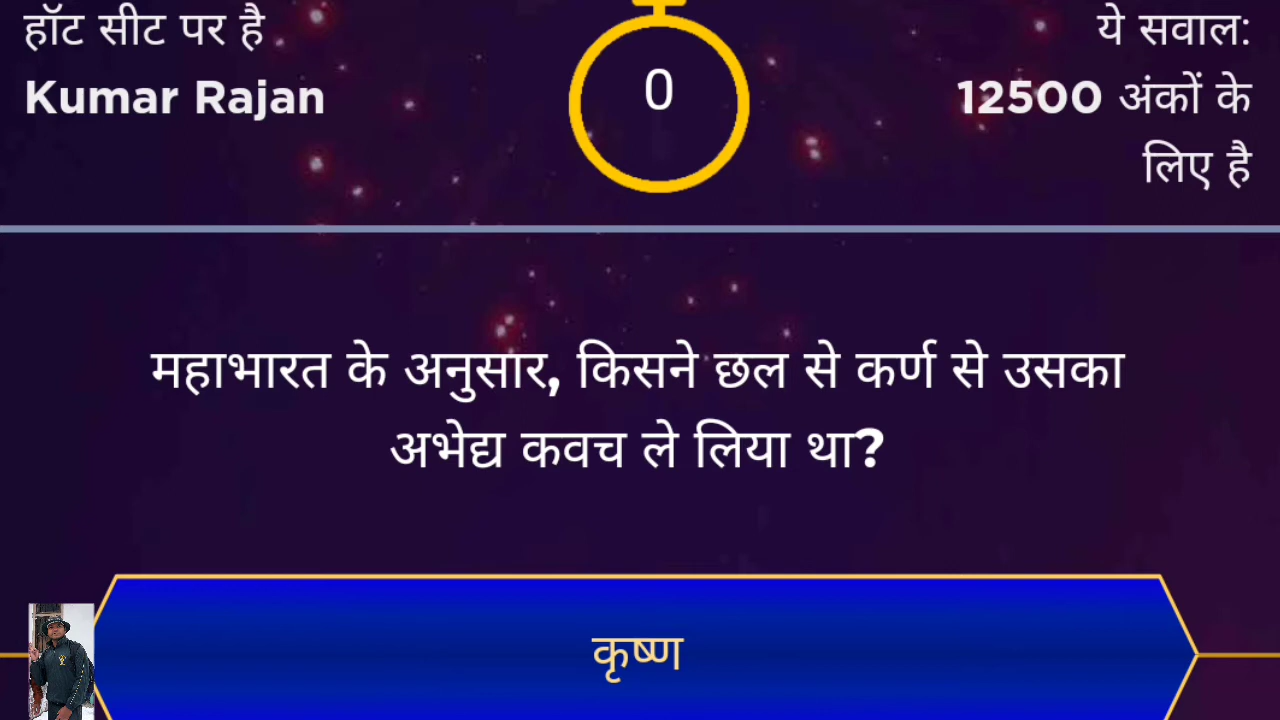 हॉट सीट पर है
Kumar Rajan
0
ये सवाल:
12500 अंकों के
लिए है
महाभारत के अनुसार, किसने छल से कर्ण से उसका
अभेद्य कवच ले लिया था?
कृष्ण